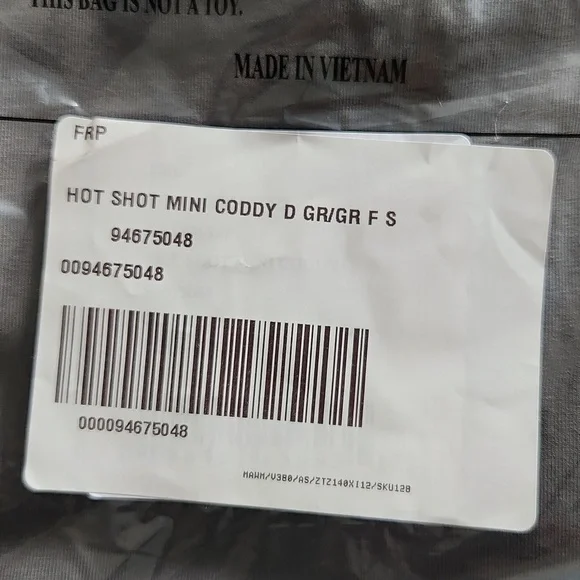 THIS BAG IS NOT A TOY.
MADE IN VIETNAM
FRP
HOT SHOT MINI CODDY D GR/GR F S
94675048
0094675048
000094675048
MAWM/V380/AS/ZTZ140XI12/SKU128